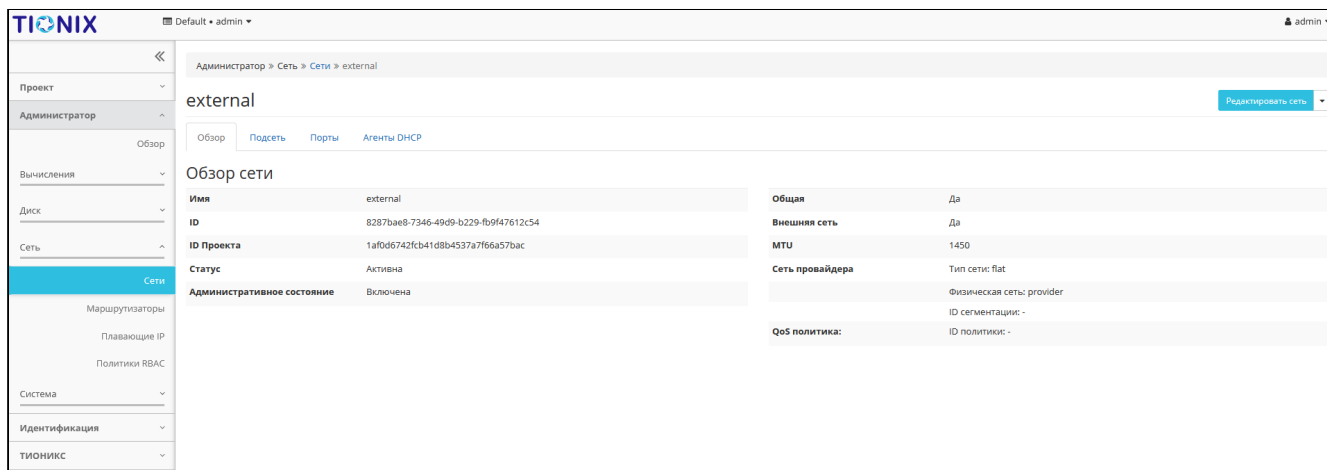 TIONIX
Default • admin
admin
Администратор » Сеть » Сети » external
Проект
Администратор
Обзор
Вычисления
Диск
Сеть
Сети
Маршрутизаторы
Плавающие IP
Политики RBAC
Система
Идентификация
ТИОНИКС
external
Редактировать сеть
Обзор Подсеть Порты Агенты DHCP
Обзор сети
Имя external
ID 8287bae8-7346-49d9-b229-fb9f47612c54
ID Проекта 1af0d6742fcb41d8b4537a7f66a57bac
Статус Активна
Административное состояние Включена
Общая Да
Внешняя сеть Да
MTU 1450
Сеть провайдера Тип сети: flat
Физическая сеть: provider
ID сегментации: -
QoS политика: ID политики: -